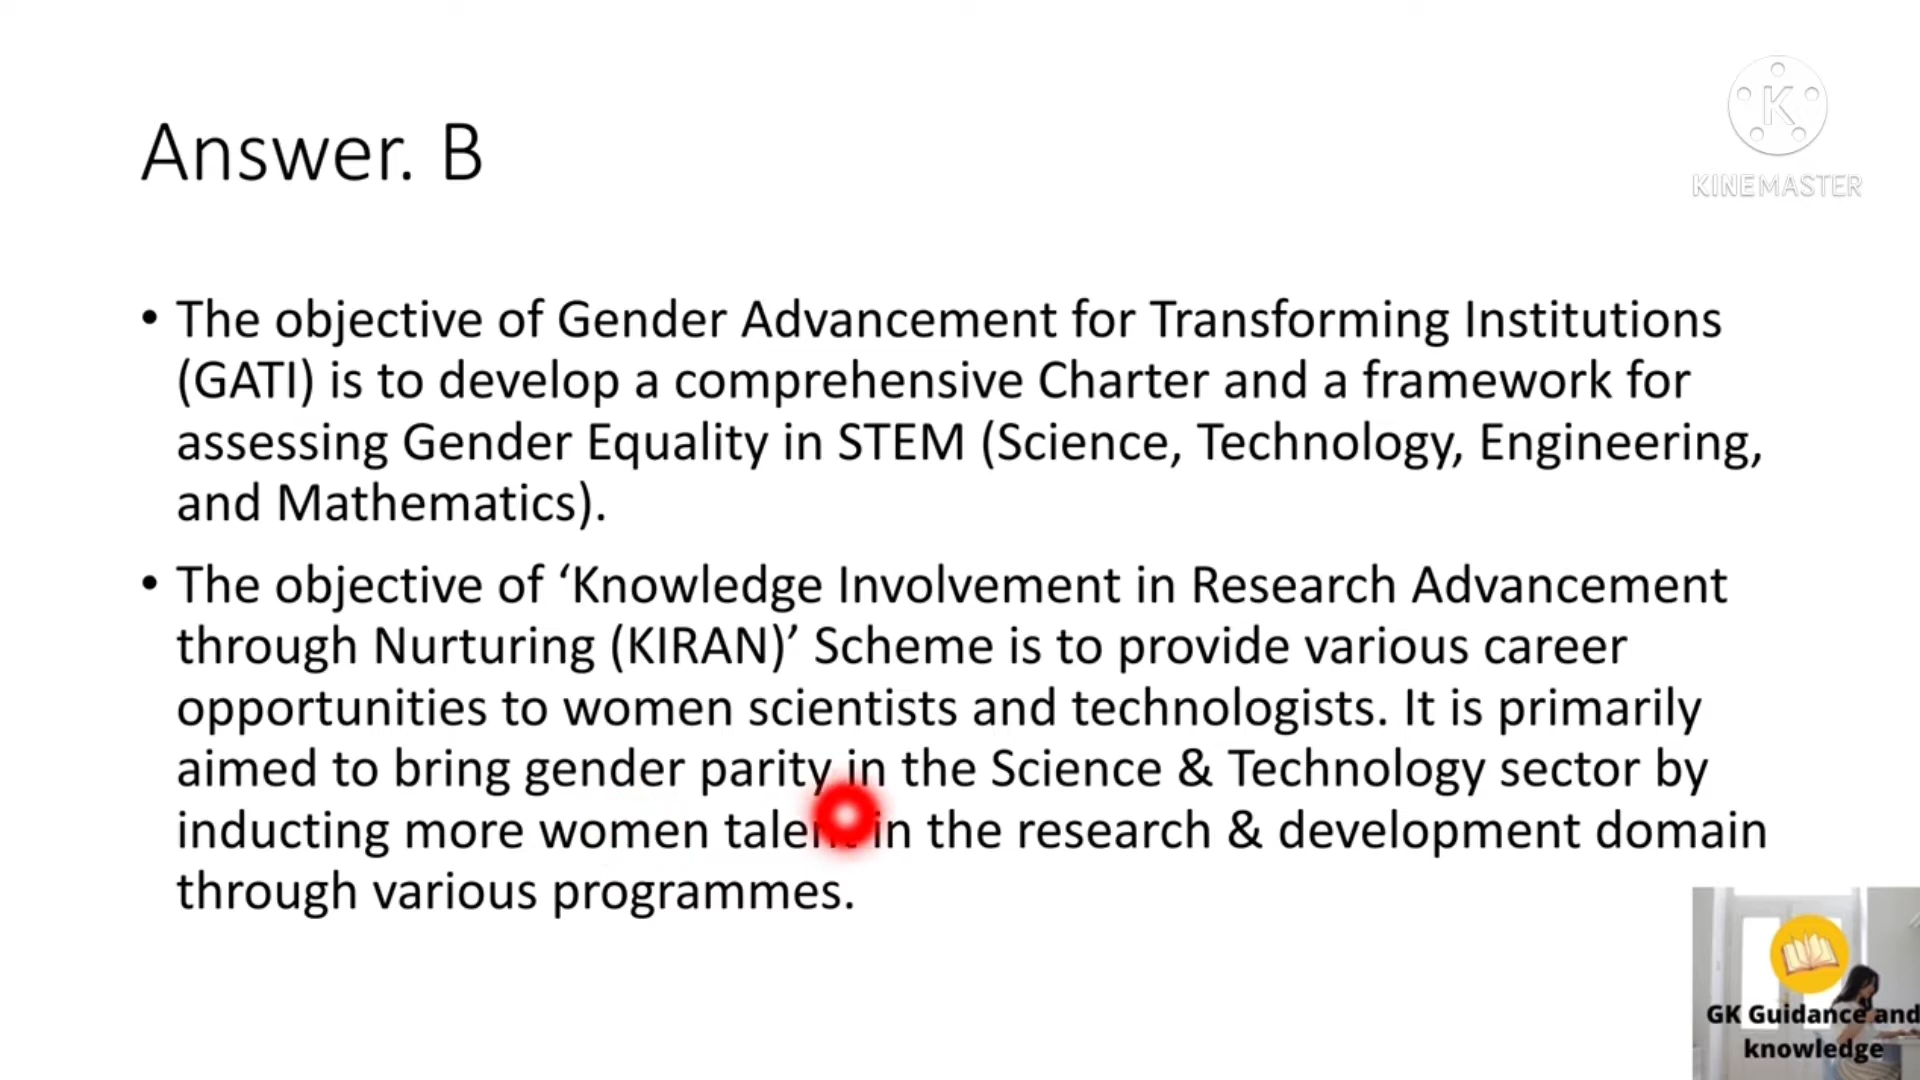 Answer. B
K
KINEMASTER
• The objective of Gender Advancement for Transforming Institutions
(GATI) is to develop a comprehensive Charter and a framework for
assessing Gender Equality in STEM (Science, Technology, Engineering,
and Mathematics).
• The objective of ‘Knowledge Involvement in Research Advancement
through Nurturing (KIRAN)’ Scheme is to provide various career
opportunities to women scientists and technologists. It is primarily
aimed to bring gender parity in the Science & Technology sector by
inducting more women talent in the research & development domain
through various programmes.
GK Guidance and
knowledge